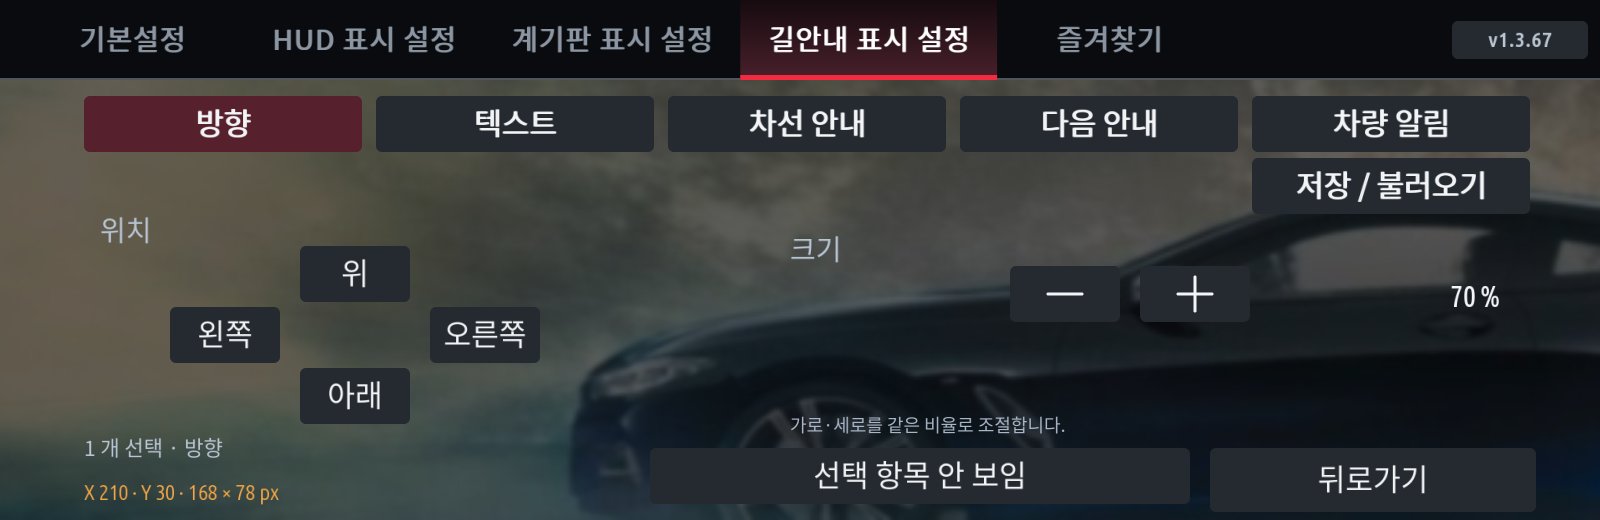 기본설정
HUD 표시 설정
계기판 표시 설정
길안내 표시 설정
즐겨찾기
v1.3.67
방향
텍스트
차선 안내
다음 안내
차량 알림
저장 / 불러오기
위치
크기
위
왼쪽
오른쪽
70 %
아래
가로·세로를 같은 비율로 조절합니다.
1 개 선택 · 방향
선택 항목 안 보임
뒤로가기
X 210 · Y 30 · 168 × 78 px